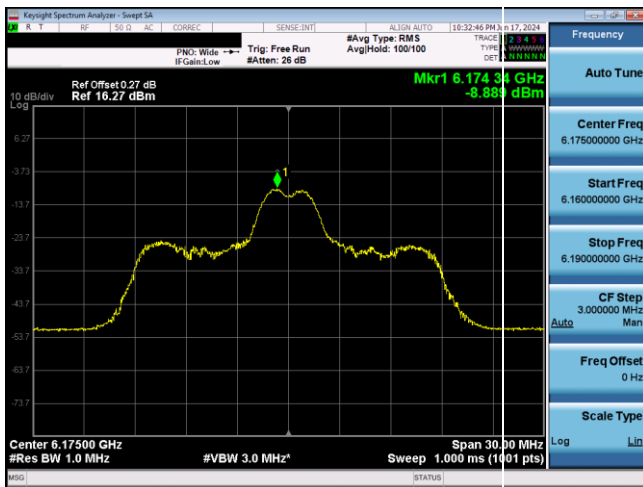 Keysight Spectrum Analyzer - Swept SA
R T RF 50 Ω AC CORREC SENSE:INT ALIGN AUTO 10:32:46 PM Jun 17, 2024
PNO: Wide
IFGain:Low
Trig: Free Run
#Atten: 26 dB
#Avg Type: RMS
Avg|Hold: 100/100
TRACE 1 2 3 4 5 6
TYPE A WWWWW
DET A NNNNN
Mkr1 6.174 34 GHz
-8.889 dBm
Ref Offset 0.27 dB
10 dB/div Ref 16.27 dBm
Log
1
6.27
-3.73
-13.7
-23.7
-33.7
-43.7
-53.7
-63.7
-73.7
Center 6.17500 GHz Span 30.00 MHz
#Res BW 1.0 MHz #VBW 3.0 MHz* Sweep 1.000 ms (1001 pts)
MSG STATUS
Frequency
Auto Tune
Center Freq
6.175000000 GHz
Start Freq
6.160000000 GHz
Stop Freq
6.190000000 GHz
CF Step
3.000000 MHz
Auto Man
Freq Offset
0 Hz
Scale Type
Log Lin